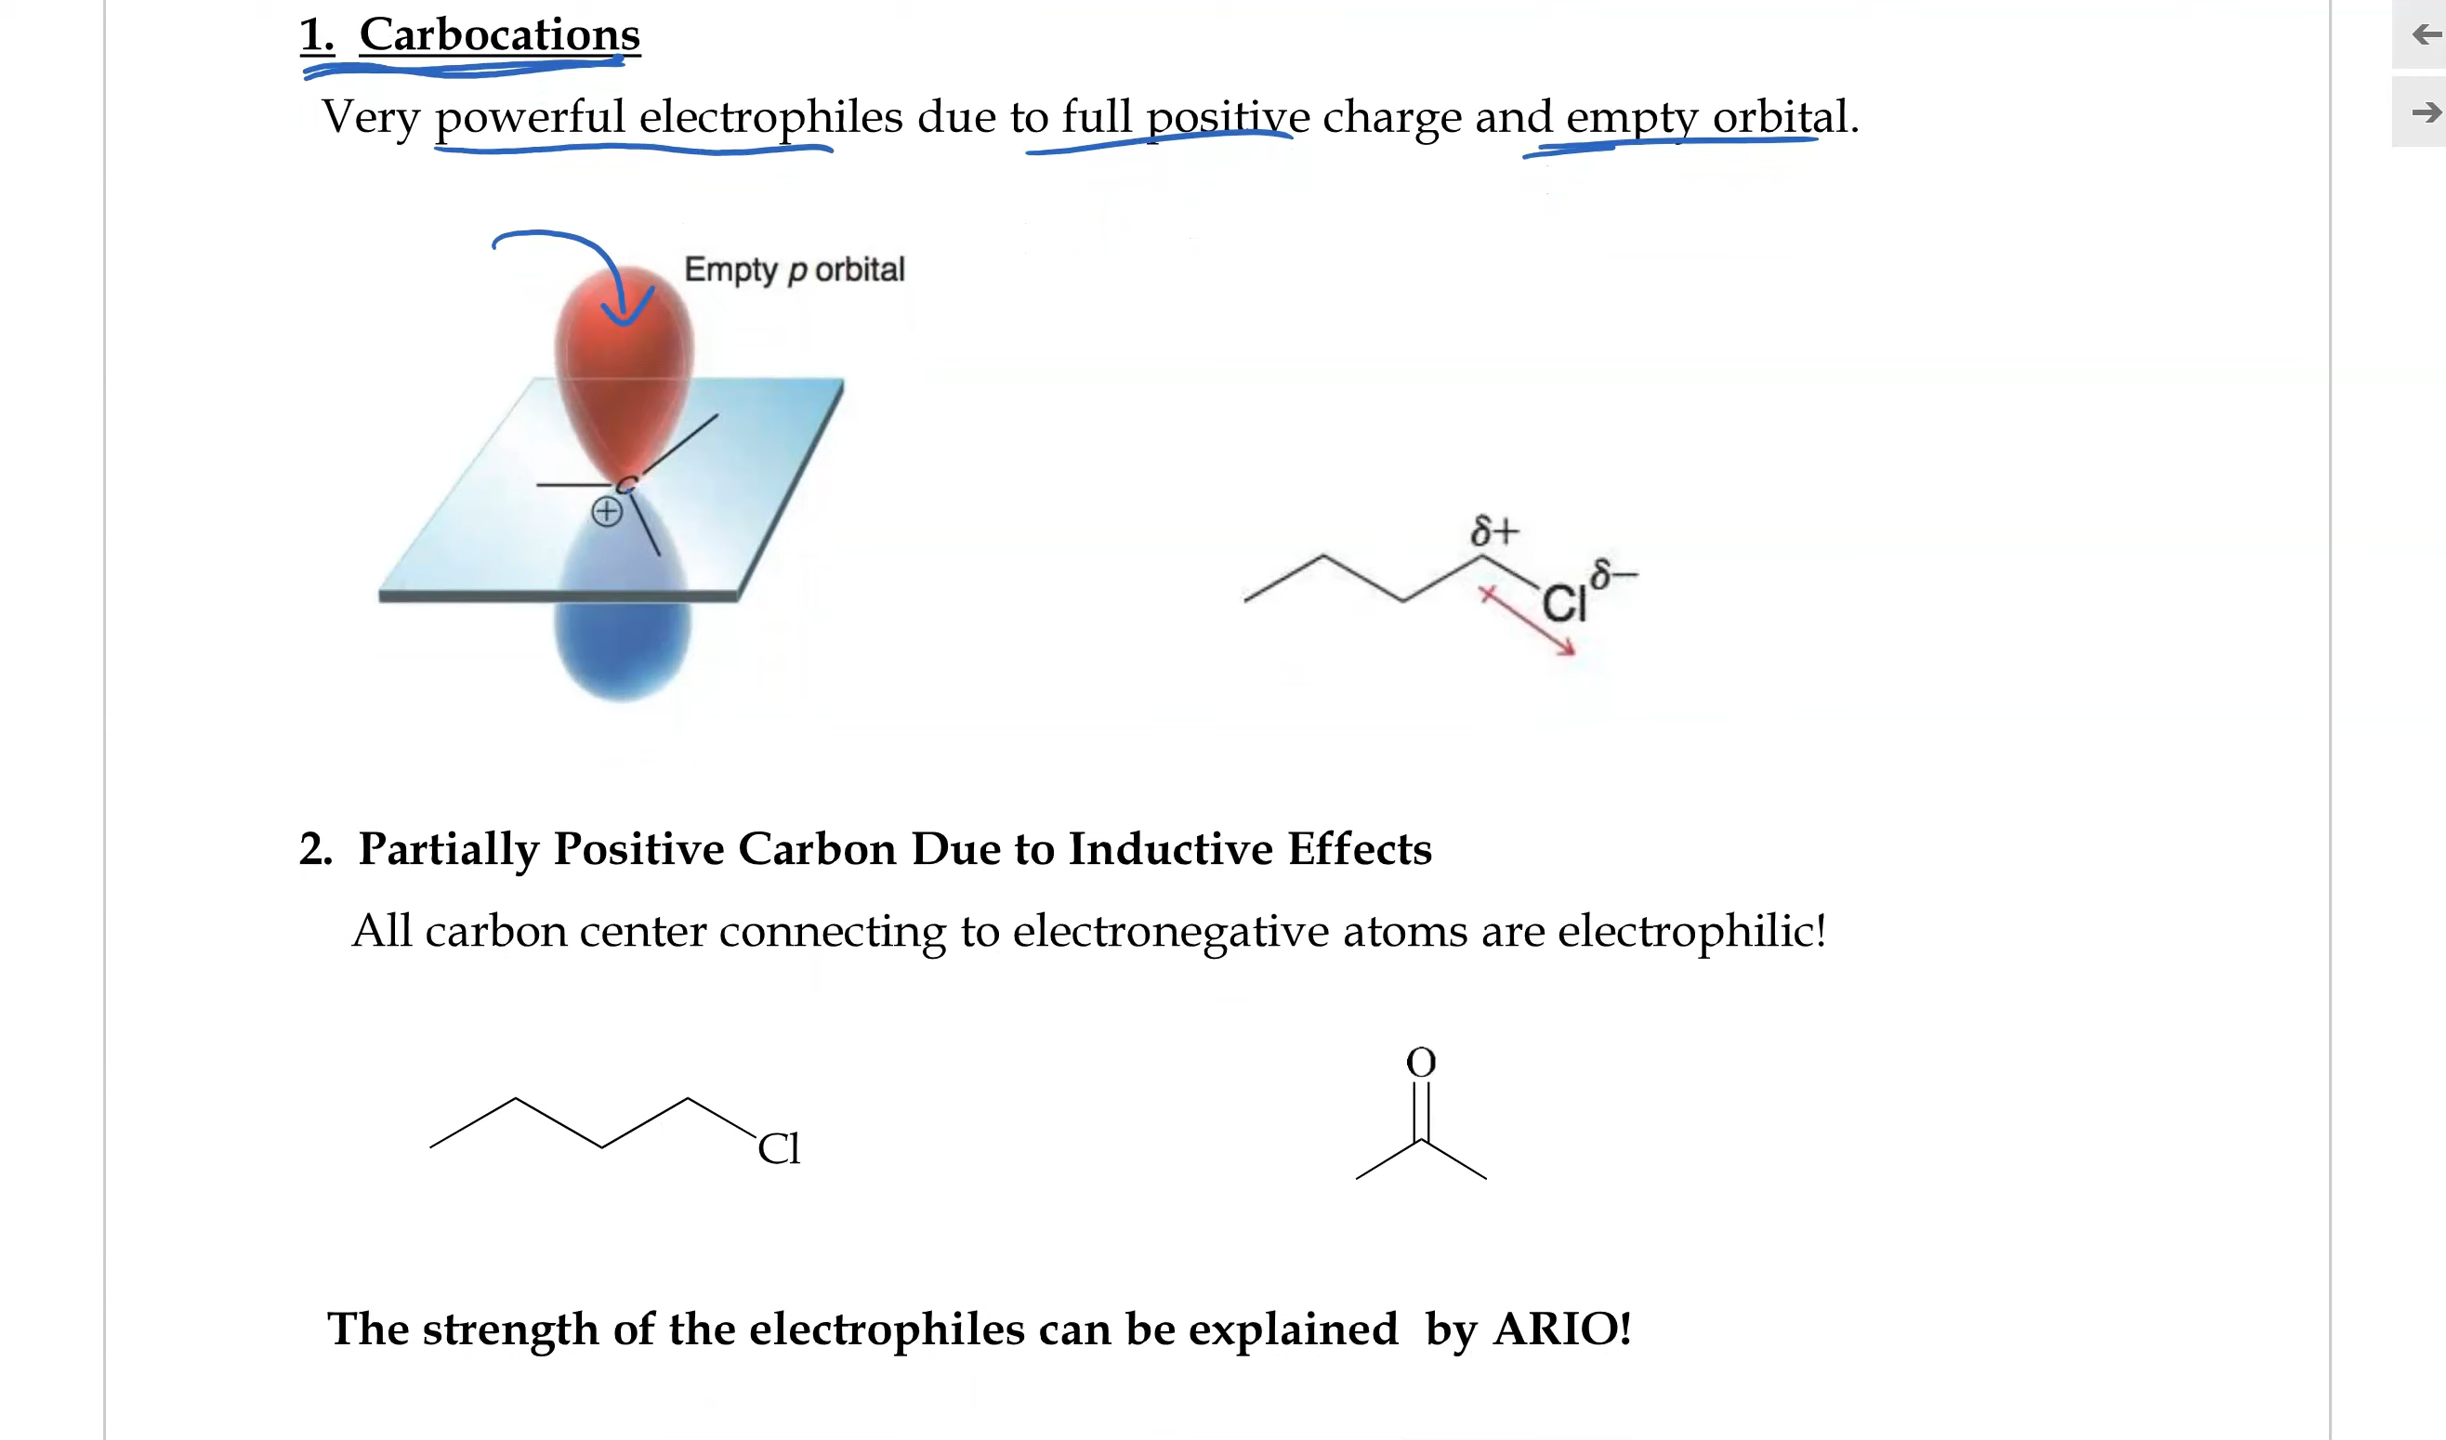 1. Carbocations
Very powerful electrophiles due to full positive charge and empty orbital.
Empty p orbital
C
⊕
δ+
Cl δ−
2. Partially Positive Carbon Due to Inductive Effects
All carbon center connecting to electronegative atoms are electrophilic!
O
Cl
The strength of the electrophiles can be explained by ARIO!